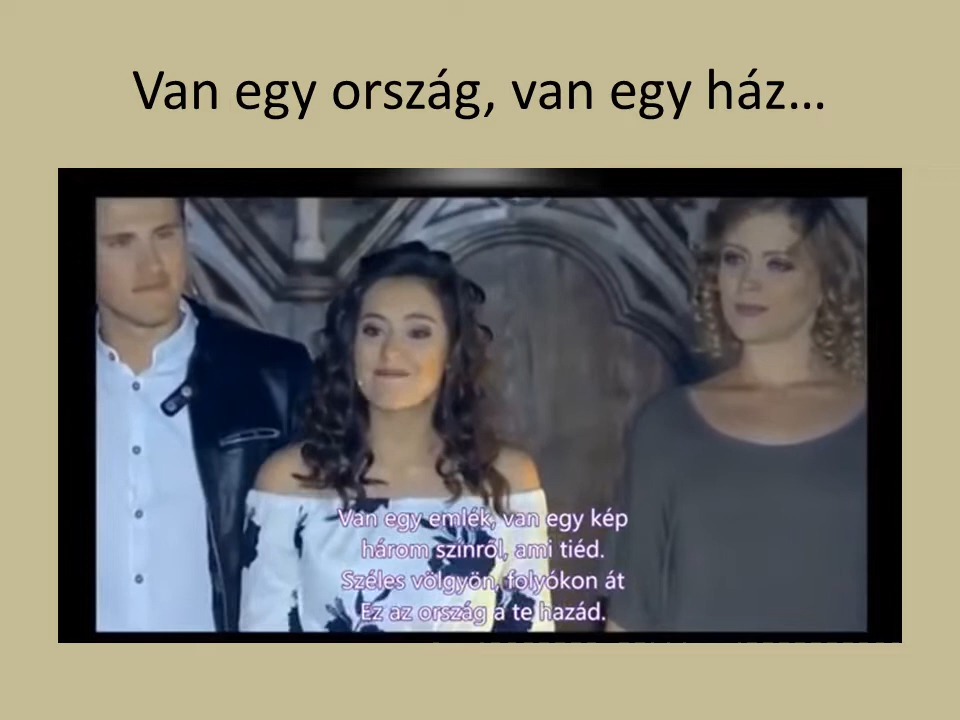 Van egy ország, van egy ház…
Van egy emlék, van egy kép
három színről, ami tiéd.
Széles völgyön, folyókon át
Ez az ország a te hazád.